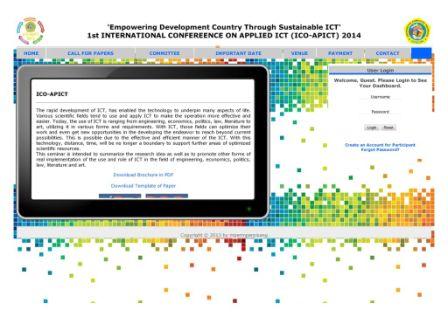 "Empowering Development Country Through Sustainable ICT"
1st INTERNATIONAL CONFEREENCE ON APPLIED ICT (ICO-APICT) 2014
HOME CALL FOR PAPERS COMMITTEE IMPORTANT DATE VENUE PAYMENT CONTACT
ICO-APICT
The rapid development of ICT, has enabled the technology to underpin many aspects of life.
Various scientific fields tend to use and apply ICT to make the operation more effective and
easier. Today, the use of ICT is ranging from engineering, economics, politics, law, literature to
art, utilizing it in various forms and requirements. With ICT, those fields can optimize their
work and even get new opportunities in the developing the endeavor to reach beyond current
possibilities. This is possible due to the effective and efficient manner of the ICT. With this
technology, distance, time, will be no longer a boundary to support further areas of optimized
scientific resources.
This seminar is intended to summarize the research idea as well as to promote other forms of
real implementation of the use and role of ICT in the field of engineering, economics, politics,
law, literature and art.
Download Brochure in PDF
Download Template of Paper
User Login
Welcome, Guest. Please Login to See
Your Dashboard.
Username
Password
Login Reset
Create an Account for Participant
Forgot Password?
Copyright © 2013 by